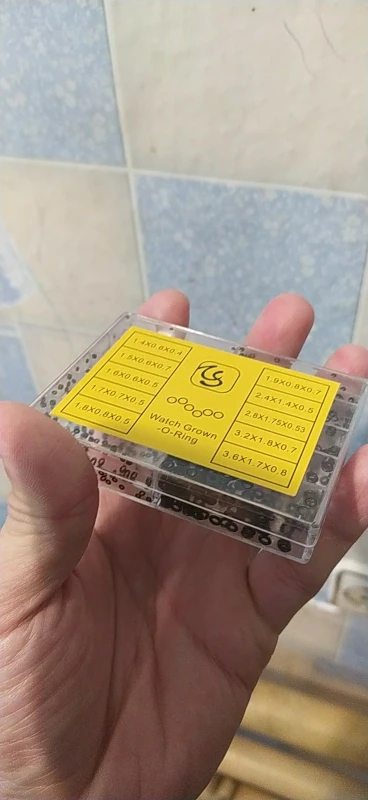 1.4X0.6X0.4
1.5X0.6X0.7
1.6X0.6X0.5
1.7X0.7X0.5
1.8X0.8X0.5
Watch Grown
-O-Ring
1.9X0.8X0.7
2.4X1.4X0.5
2.8X1.75X0.53
3.2X1.8X0.7
3.6X1.7X0.8